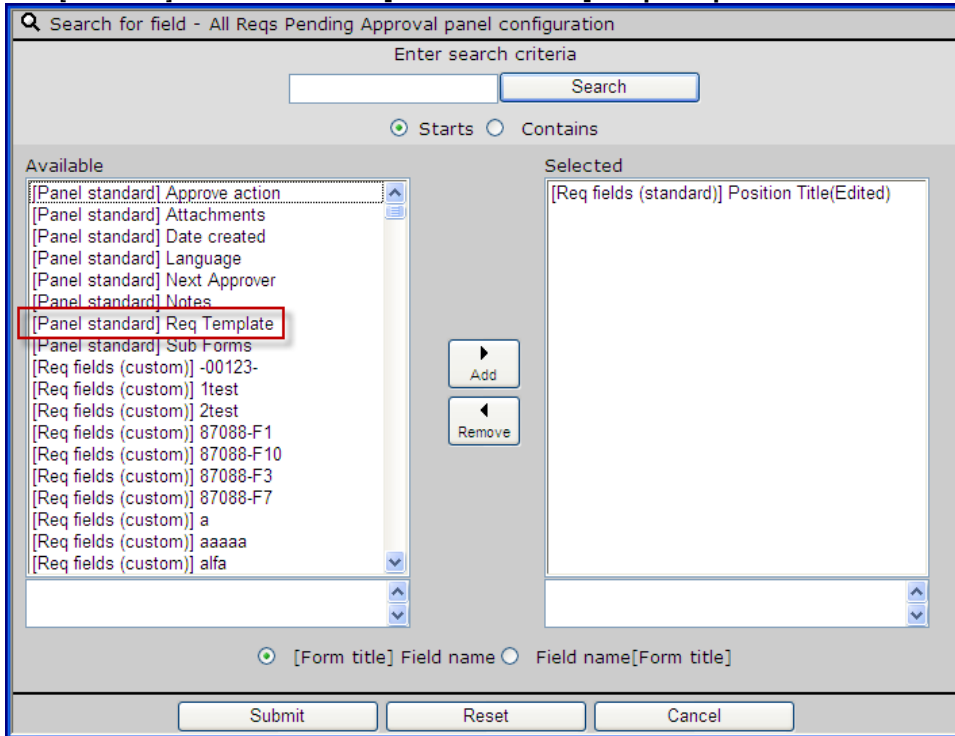 Search for field - All Reqs Pending Approval panel configuration
Enter search criteria
Search
Starts Contains
Available
[Panel standard] Approve action
[Panel standard] Attachments
[Panel standard] Date created
[Panel standard] Language
[Panel standard] Next Approver
[Panel standard] Notes
[Panel standard] Req Template
[Panel standard] Sub Forms
[Req fields (custom)] -00123-
[Req fields (custom)] 1test
[Req fields (custom)] 2test
[Req fields (custom)] 87088-F1
[Req fields (custom)] 87088-F10
[Req fields (custom)] 87088-F3
[Req fields (custom)] 87088-F7
[Req fields (custom)] a
[Req fields (custom)] aaaaa
[Req fields (custom)] alfa
Add
Remove
Selected
[Req fields (standard)] Position Title(Edited)
[Form title] Field name Field name[Form title]
Submit Reset Cancel